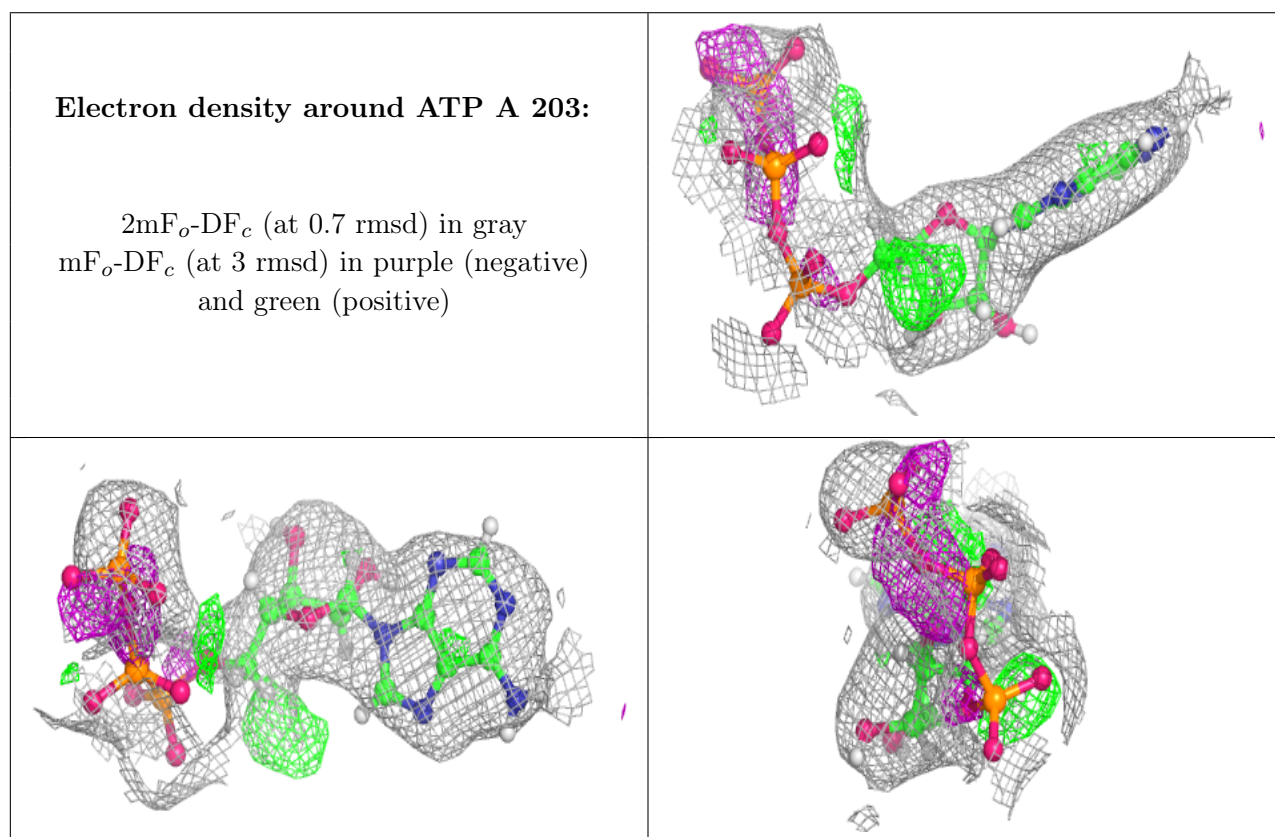 Electron density around ATP A 203:
2mFo-DFc (at 0.7 rmsd) in gray
mFo-DFc (at 3 rmsd) in purple (negative)
and green (positive)